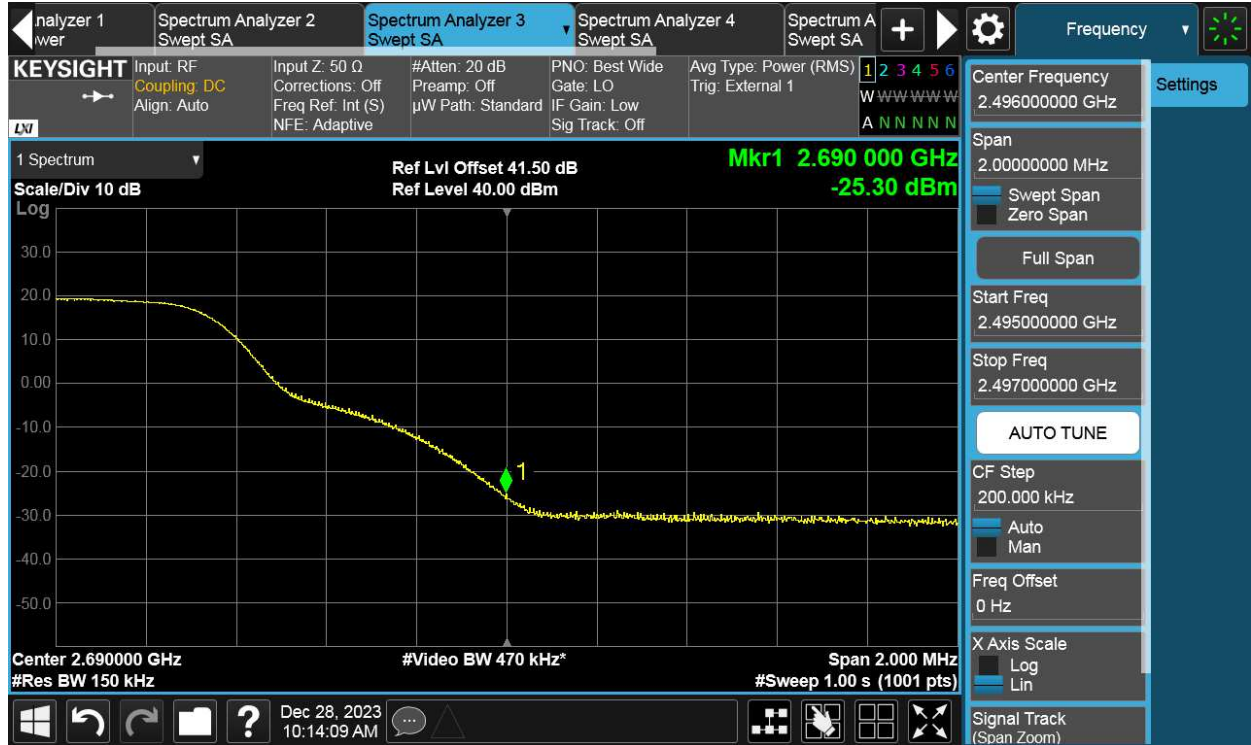 nalyzer 1
wer
Spectrum Analyzer 2
Swept SA
Spectrum Analyzer 3
Swept SA
Spectrum Analyzer 4
Swept SA
Spectrum A
Swept SA
Frequency
KEYSIGHT
LXI
Input: RF
Coupling: DC
Align: Auto
Input Z: 50 Ω
Corrections: Off
Freq Ref: Int (S)
NFE: Adaptive
#Atten: 20 dB
Preamp: Off
µW Path: Standard
PNO: Best Wide
Gate: LO
IF Gain: Low
Sig Track: Off
Avg Type: Power (RMS)
Trig: External 1
1 2 3 4 5 6
W W W W W W
A N N N N N
1 Spectrum
Scale/Div 10 dB
Log
Ref Lvl Offset 41.50 dB
Ref Level 40.00 dBm
Mkr1 2.690 000 GHz
-25.30 dBm
30.0
20.0
10.0
0.00
-10.0
-20.0
-30.0
-40.0
-50.0
1
Center 2.690000 GHz
#Res BW 150 kHz
#Video BW 470 kHz*
Span 2.000 MHz
#Sweep 1.00 s (1001 pts)
Dec 28, 2023
10:14:09 AM
Center Frequency
2.496000000 GHz
Span
2.00000000 MHz
Swept Span
Zero Span
Full Span
Start Freq
2.495000000 GHz
Stop Freq
2.497000000 GHz
AUTO TUNE
CF Step
200.000 kHz
Auto
Man
Freq Offset
0 Hz
X Axis Scale
Log
Lin
Signal Track
(Span Zoom)
Settings